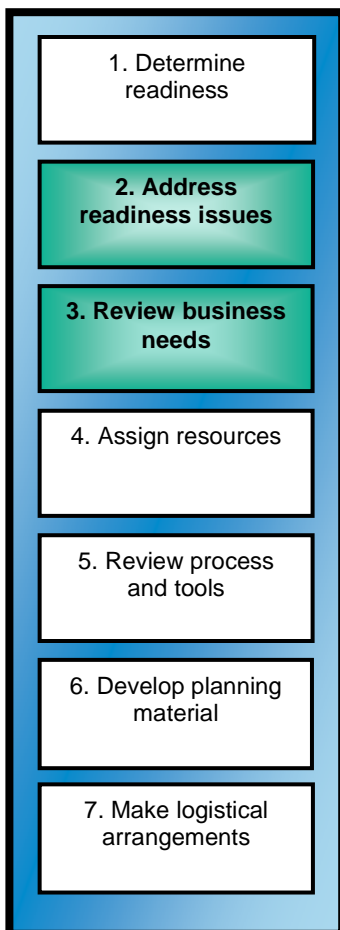 1. Determine
readiness
2. Address
readiness issues
3. Review business
needs
4. Assign resources
5. Review process
and tools
6. Develop planning
material
7. Make logistical
arrangements